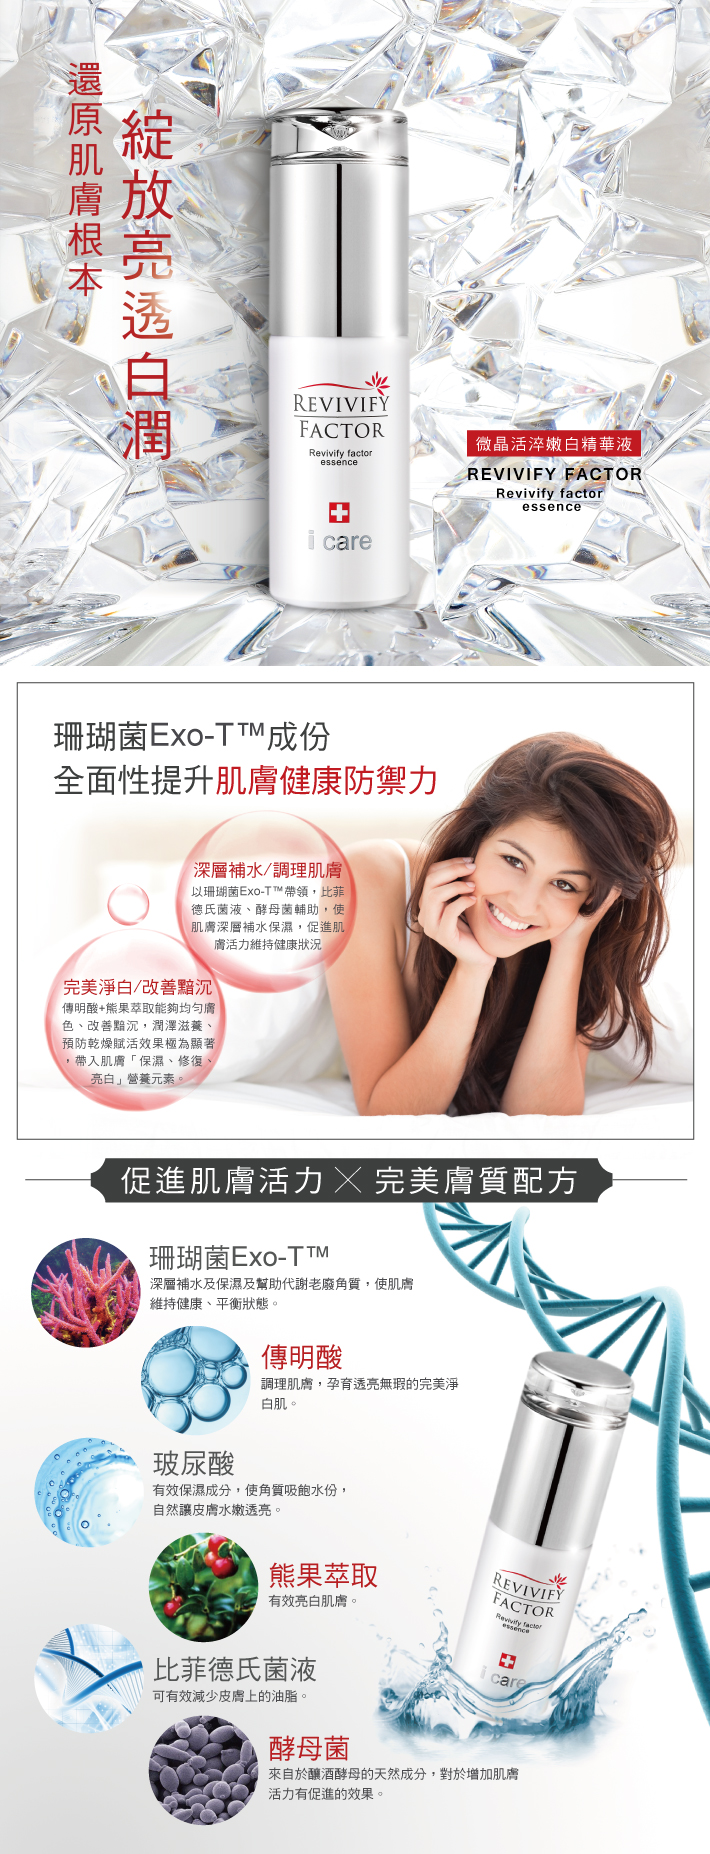 還原肌膚根本
綻放亮透白潤
REVIVIFY
FACTOR
Revivify factor
essence
i care
微晶活淬嫩白精華液
REVIVIFY FACTOR
Revivify factor
essence
珊瑚菌Exo-T™成份
全面性提升肌膚健康防禦力
深層補水/調理肌膚
以珊瑚菌Exo-T™帶領，比菲
德氏菌液、酵母菌輔助，使
肌膚深層補水保濕，促進肌
膚活力維持健康狀況
完美淨白/改善黯沉
傳明酸+熊果萃取能夠均勻膚
色、改善黯沉，潤澤滋養、
預防乾燥賦活效果極為顯著
，帶入肌膚「保濕、修復、
亮白」營養元素。
促進肌膚活力╳完美膚質配方
珊瑚菌Exo-T™
深層補水及保濕及幫助代謝老廢角質，使肌膚
維持健康、平衡狀態。
傳明酸
調理肌膚，孕育透亮無瑕的完美淨
白肌。
玻尿酸
有效保濕成分，使角質吸飽水份，
自然讓皮膚水嫩透亮。
熊果萃取
有效亮白肌膚。
比菲德氏菌液
可有效減少皮膚上的油脂。
酵母菌
來自於釀酒酵母的天然成分，對於增加肌膚
活力有促進的效果。
REVIVIFY
FACTOR
Revivify factor
essence
i care